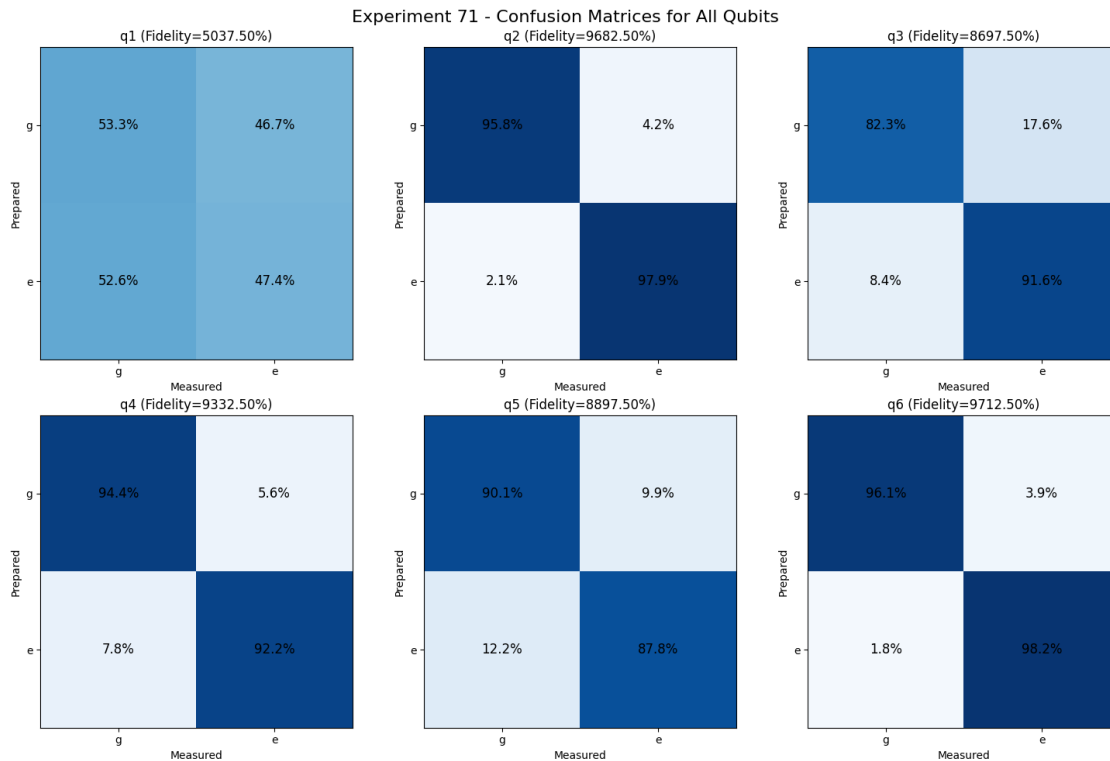 Experiment 71 - Confusion Matrices for All Qubits
q1 (Fidelity=5037.50%)
g
53.3%
46.7%
Prepared
e
52.6%
47.4%
g
e
Measured
q2 (Fidelity=9682.50%)
g
95.8%
4.2%
Prepared
e
2.1%
97.9%
g
e
Measured
q3 (Fidelity=8697.50%)
g
82.3%
17.6%
Prepared
e
8.4%
91.6%
g
e
Measured
q4 (Fidelity=9332.50%)
g
94.4%
5.6%
Prepared
e
7.8%
92.2%
g
e
Measured
q5 (Fidelity=8897.50%)
g
90.1%
9.9%
Prepared
e
12.2%
87.8%
g
e
Measured
q6 (Fidelity=9712.50%)
g
96.1%
3.9%
Prepared
e
1.8%
98.2%
g
e
Measured